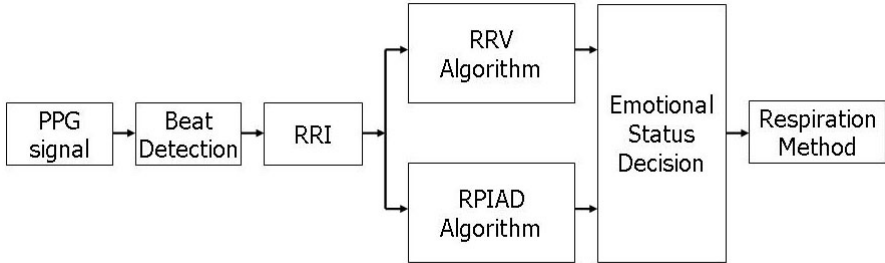 PPG
signal
Beat
Detection
RRI
RRV
Algorithm
RPIAD
Algorithm
Emotional
Status
Decision
Respiration
Method